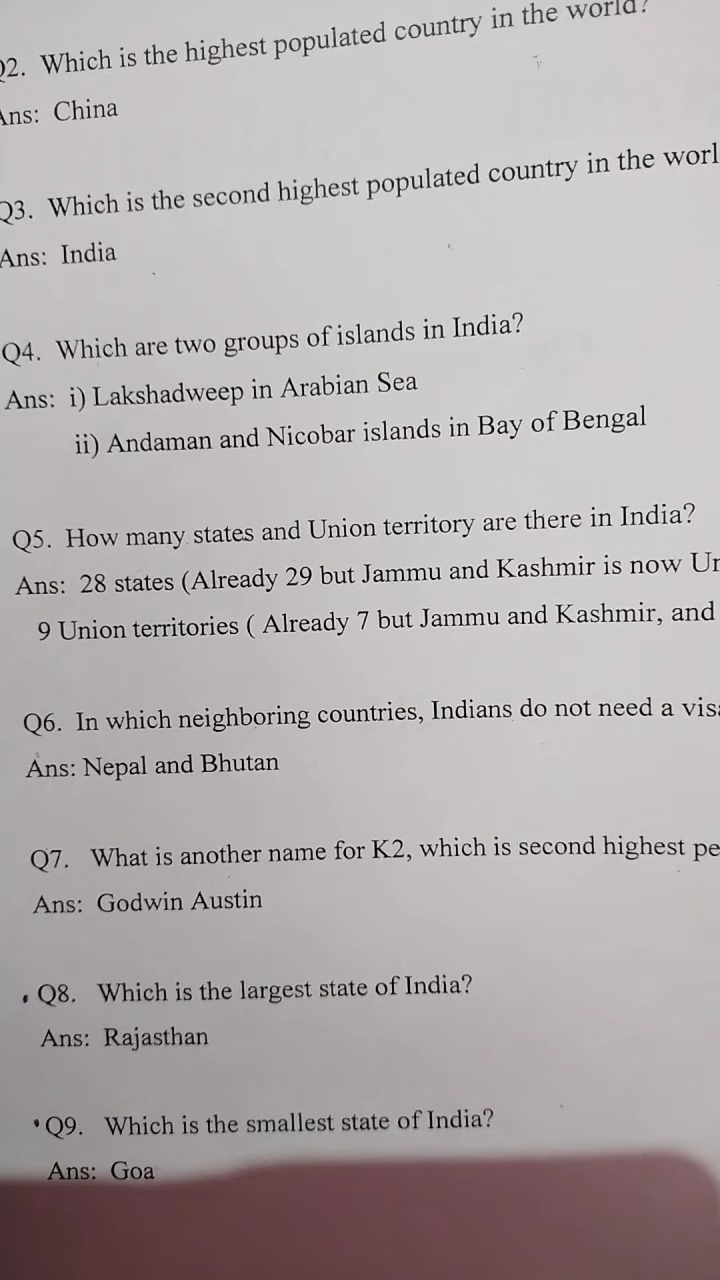 Q2. Which is the highest populated country in the world?
Ans: China
Q3. Which is the second highest populated country in the worl
Ans: India
Q4. Which are two groups of islands in India?
Ans: i) Lakshadweep in Arabian Sea
ii) Andaman and Nicobar islands in Bay of Bengal
Q5. How many states and Union territory are there in India?
Ans: 28 states (Already 29 but Jammu and Kashmir is now Un
9 Union territories ( Already 7 but Jammu and Kashmir, and
Q6. In which neighboring countries, Indians do not need a visa
Ans: Nepal and Bhutan
Q7. What is another name for K2, which is second highest pe
Ans: Godwin Austin
Q8. Which is the largest state of India?
Ans: Rajasthan
Q9. Which is the smallest state of India?
Ans: Goa